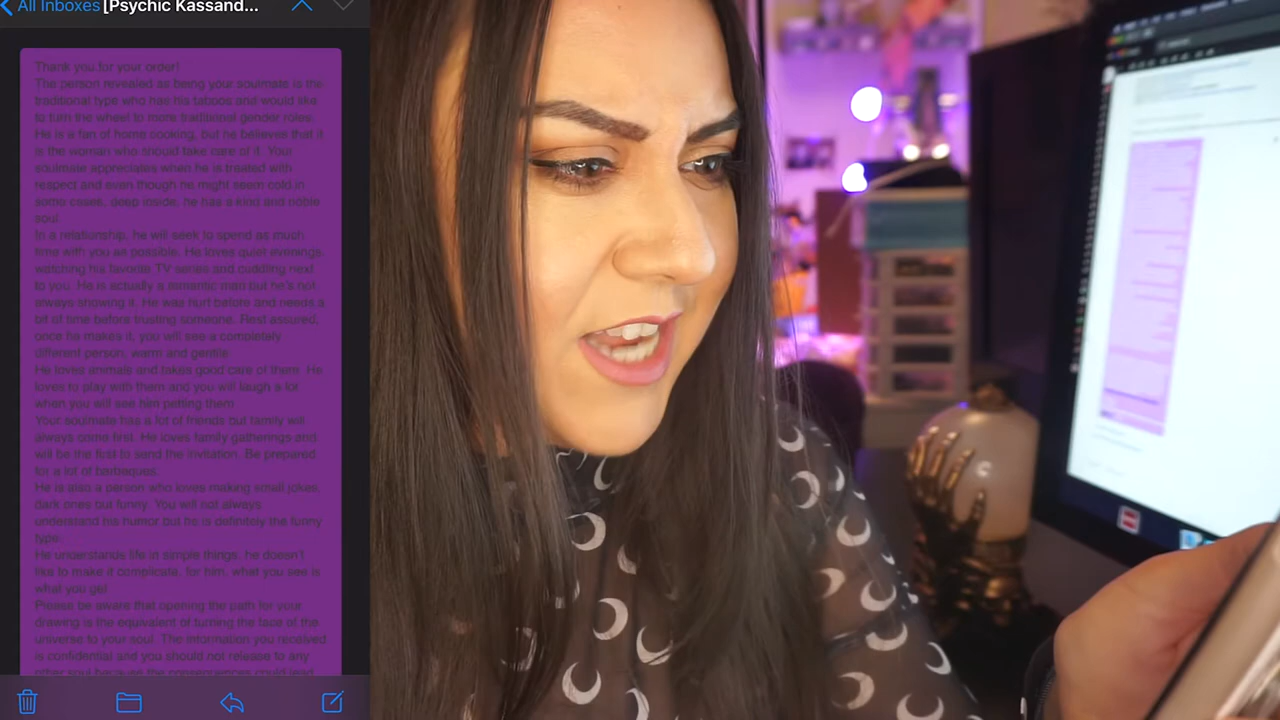 All Inboxes [Psychic Kassand...
Thank you for your order!
The person revealed as being your soulmate is the
traditional type who has his taboos and would like
to turn the wheel to more traditional gender roles.
He is a fan of home cooking, but he believes that it
is the woman who should take care of it. Your
soulmate appreciates when he is treated with
respect and even though he might seem cold in
some cases, deep inside, he has a kind and noble
soul.
In a relationship, he will seek to spend as much
time with you as possible. He loves quiet evenings,
watching his favorite TV series and cuddling next
to you. He is actually a romantic man but he's not
always showing it. He was hurt before and needs a
bit of time before trusting someone. Rest assured,
once he makes it, you will see a completely
different person, warm and gentle.
He loves animals and takes good care of them. He
loves to play with them and you will laugh a lot
when you will see him petting them
Your soulmate has a lot of friends but family will
always come first. He loves family gatherings and
will be the first to send the invitation. Be prepared
for a lot of barbeques.
He is also a person who loves making small jokes,
dark ones but funny. You will not always
understand his humor but he is definitely the funny
type.
He understands life in simple things, he doesn't
like to make it complicate, for him, what you see is
what you get
Please be aware that opening the path for your
drawing is the equivalent of turning the face of the
universe to your soul. The information you received
is confidential and you should not release to any
other soul because the consequences could lead